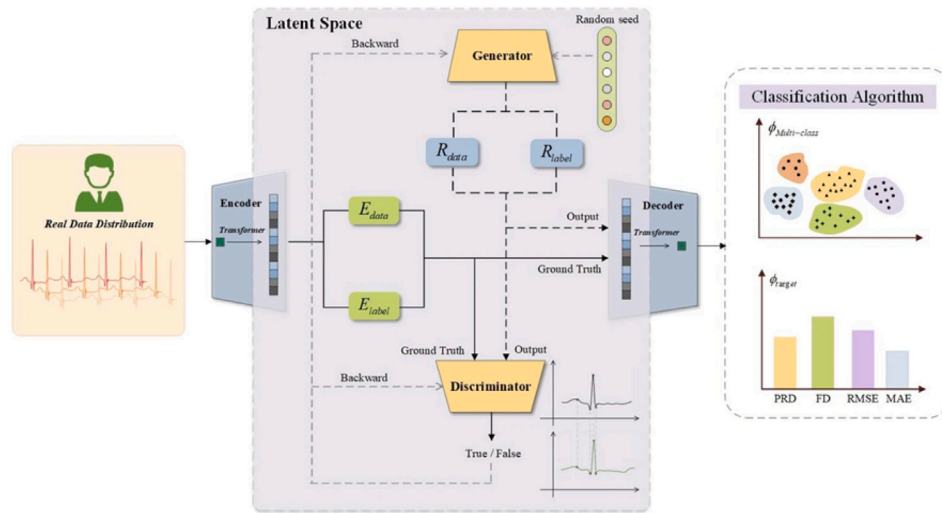 Latent Space
Random seed
Backward
Generator
Classification Algorithm
ϕMulti-class
Rdata
Rlabel
Real Data Distribution
Encoder
Transformer
Edata
Output
Decoder
Transformer
Ground Truth
Elabel
ϕtarget
Ground Truth
Output
Backward
Discriminator
True / False
PRD FD RMSE MAE